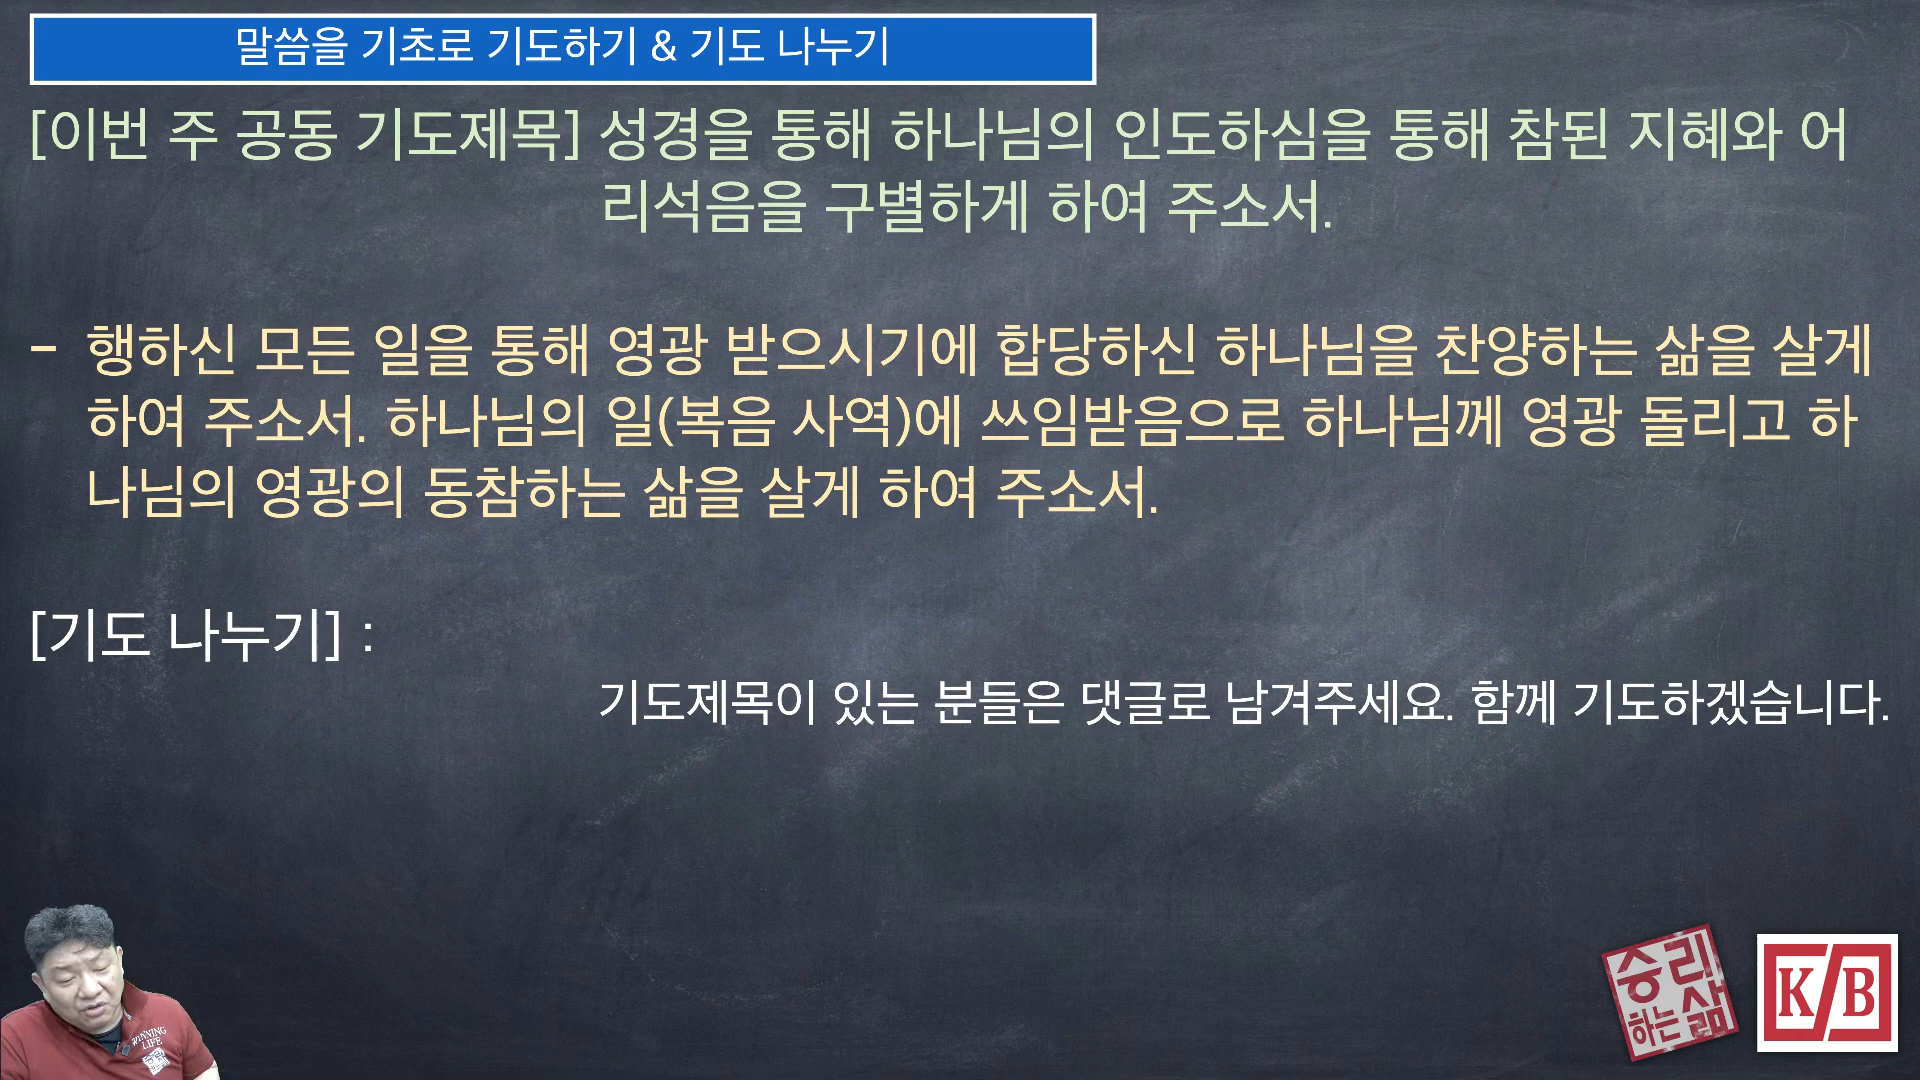 말씀을 기초로 기도하기 & 기도 나누기
[이번 주 공동 기도제목] 성경을 통해 하나님의 인도하심을 통해 참된 지혜와 어
리석음을 구별하게 하여 주소서.
- 행하신 모든 일을 통해 영광 받으시기에 합당하신 하나님을 찬양하는 삶을 살게
하여 주소서. 하나님의 일(복음 사역)에 쓰임받음으로 하나님께 영광 돌리고 하
나님의 영광의 동참하는 삶을 살게 하여 주소서.
[기도 나누기] :
기도제목이 있는 분들은 댓글로 남겨주세요. 함께 기도하겠습니다.
WINNING
LIFE
승리
하는 삶
K/B